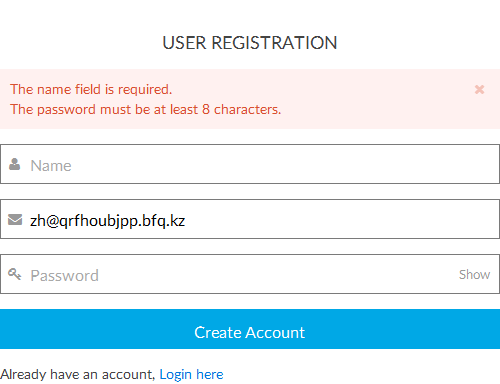 USER REGISTRATION
The name field is required.
The password must be at least 8 characters.
Name
zh@qrfhoubjpp.bfq.kz
Password Show
Create Account
Already have an account, Login here